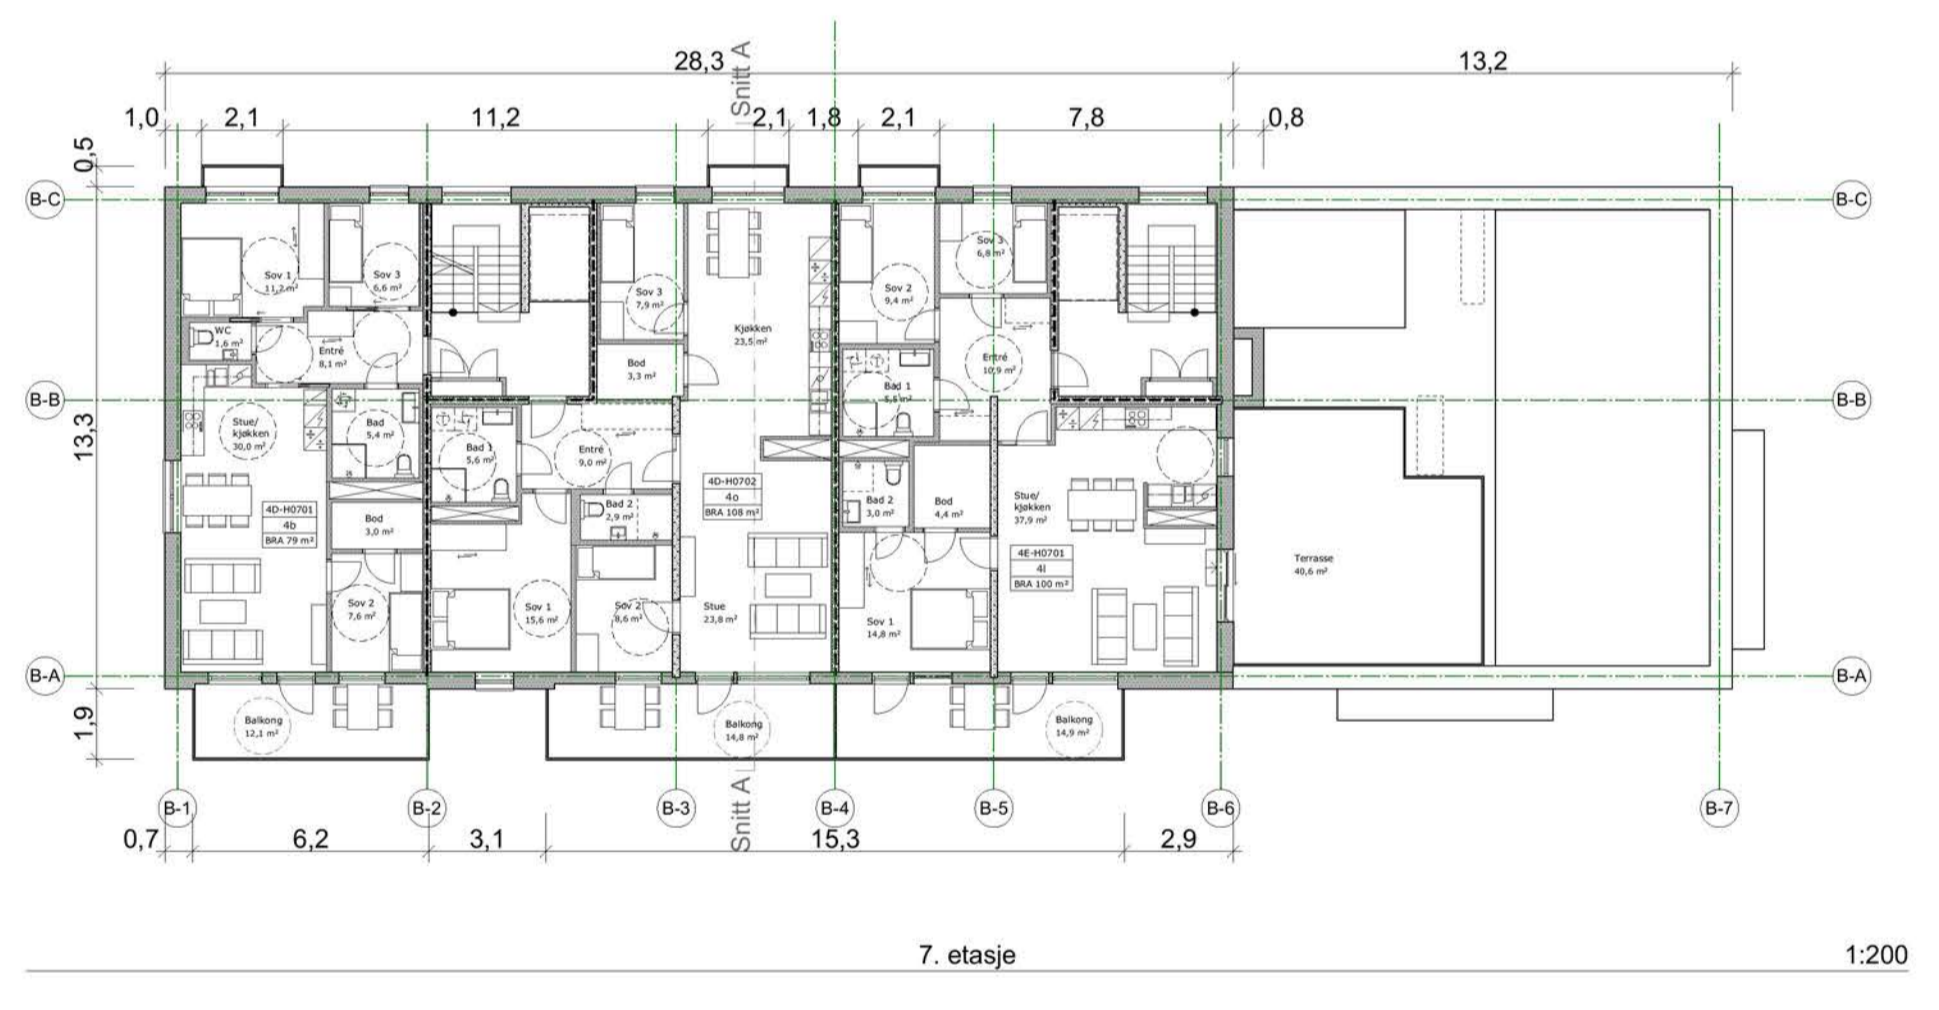 28,3
13,2
Snitt A
1,0
2,1
11,2
2,1
1,8
2,1
7,8
0,8
0,5
B-C
B-C
Sov 1
11,2 m²
Sov 3
6,6 m²
Sov 3
7,9 m²
Kjøkken
23,5 m²
Sov 2
9,4 m²
Sov 3
6,8 m²
WC
1,6 m²
Entré
8,1 m²
Bod
3,3 m²
Entré
10,9 m²
Bad 1
5,5 m²
B-B
B-B
13,3
Stue/
kjøkken
30,0 m²
Bad
5,4 m²
Bad 1
5,6 m²
Entré
9,0 m²
4D-H0701
4b
BRA 79 m²
Bod
3,0 m²
Bad 2
2,9 m²
4D-H0702
4o
BRA 108 m²
Bad 2
3,0 m²
Bod
4,4 m²
Stue/
kjøkken
37,9 m²
4E-H0701
4l
BRA 100 m²
Terrasse
40,6 m²
Sov 2
7,6 m²
Sov 1
15,6 m²
Sov 2
8,6 m²
Stue
23,8 m²
Sov 1
14,8 m²
B-A
B-A
1,9
Balkong
12,1 m²
Balkong
14,8 m²
Balkong
14,9 m²
B-1
B-2
B-3
B-4
B-5
B-6
B-7
Snitt A
0,7
6,2
3,1
15,3
2,9
7. etasje
1:200